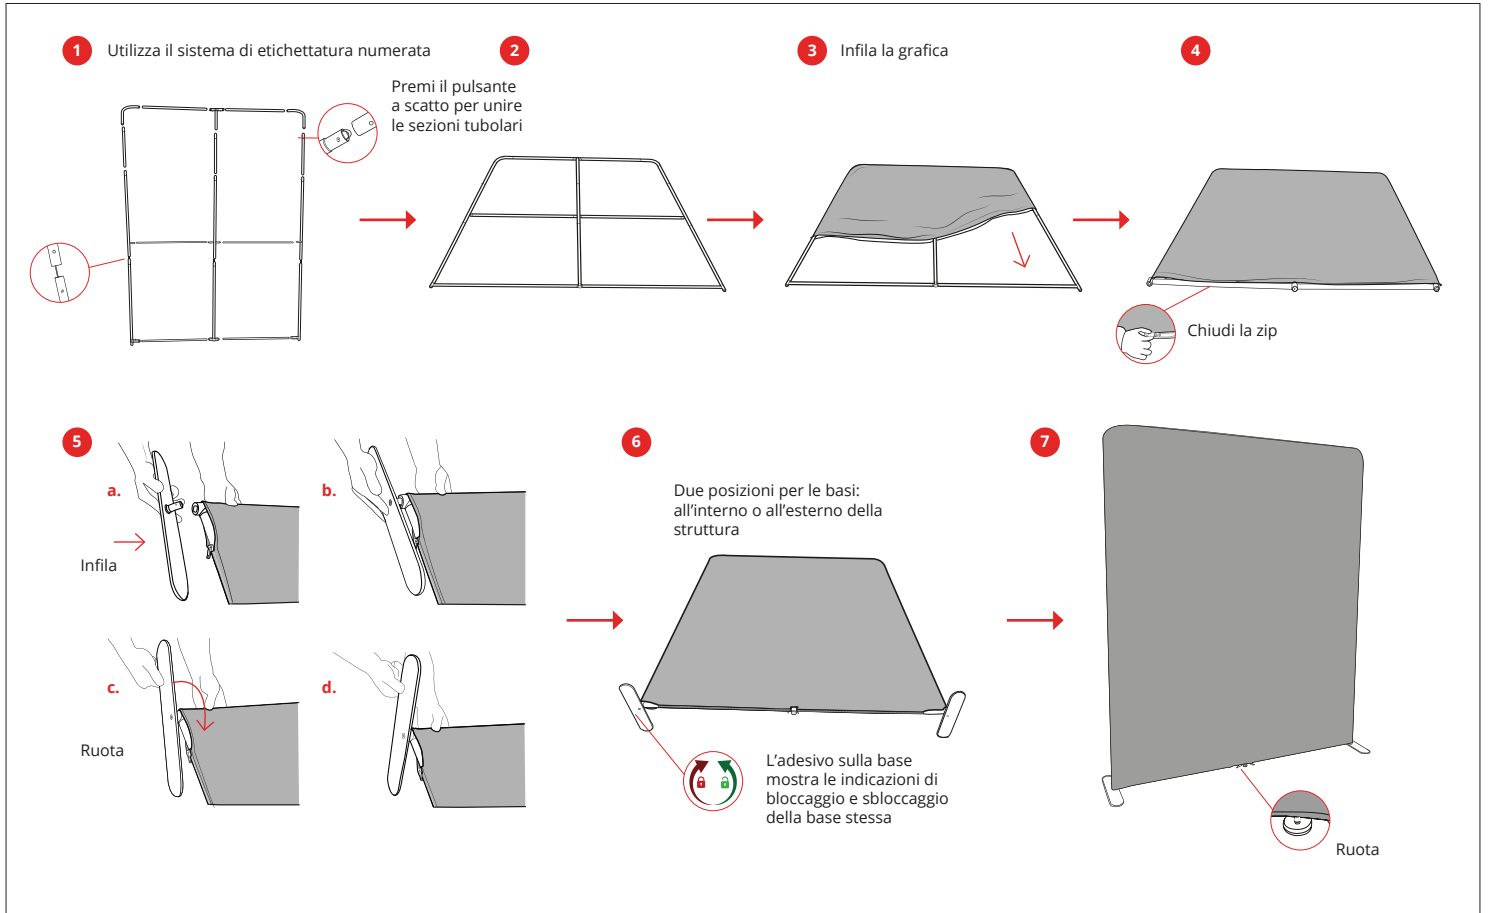 1 Utilizza il sistema di etichettatura numerata
Premi il pulsante
a scatto per unire
le sezioni tubolari
2
3 Infila la grafica
4
Chiudi la zip
5
a.
Infila
b.
c.
Ruota
d.
6
Due posizioni per le basi:
all’interno o all’esterno della
struttura
L’adesivo sulla base
mostra le indicazioni di
bloccaggio e sbloccaggio
della base stessa
7
Ruota